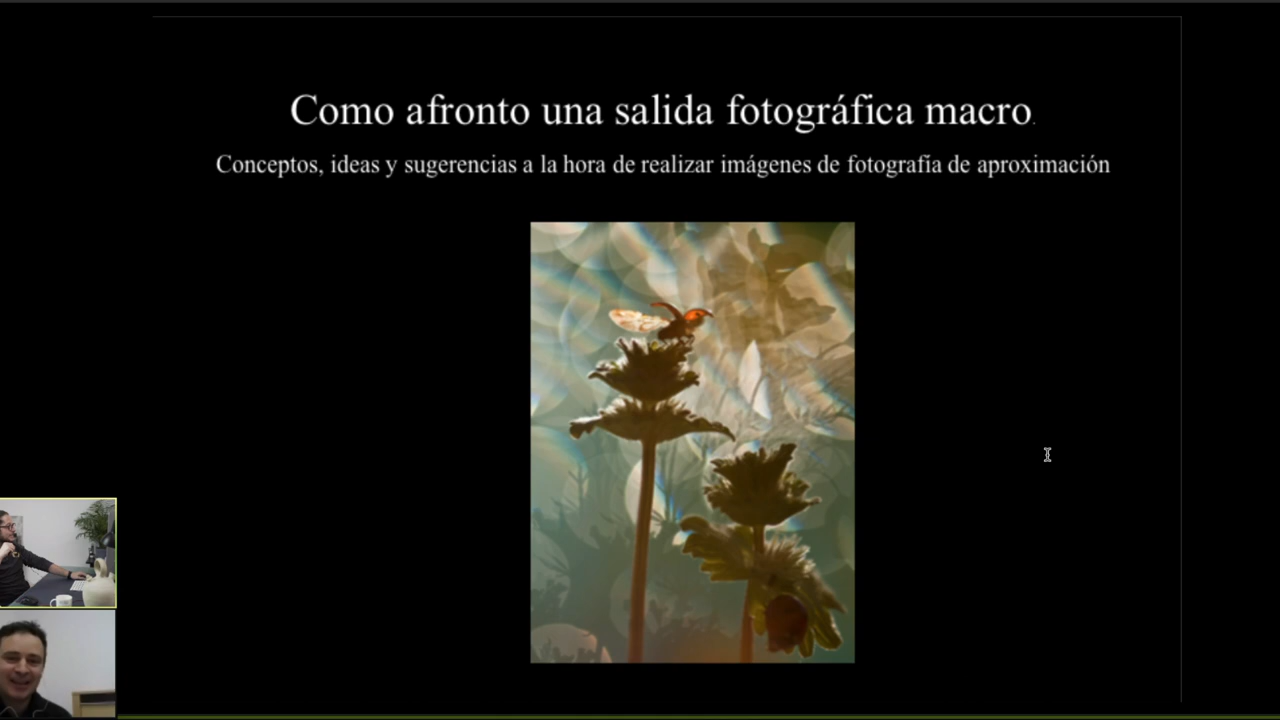 Como afronto una salida fotográfica macro.
Conceptos, ideas y sugerencias a la hora de realizar imágenes de fotografía de aproximación